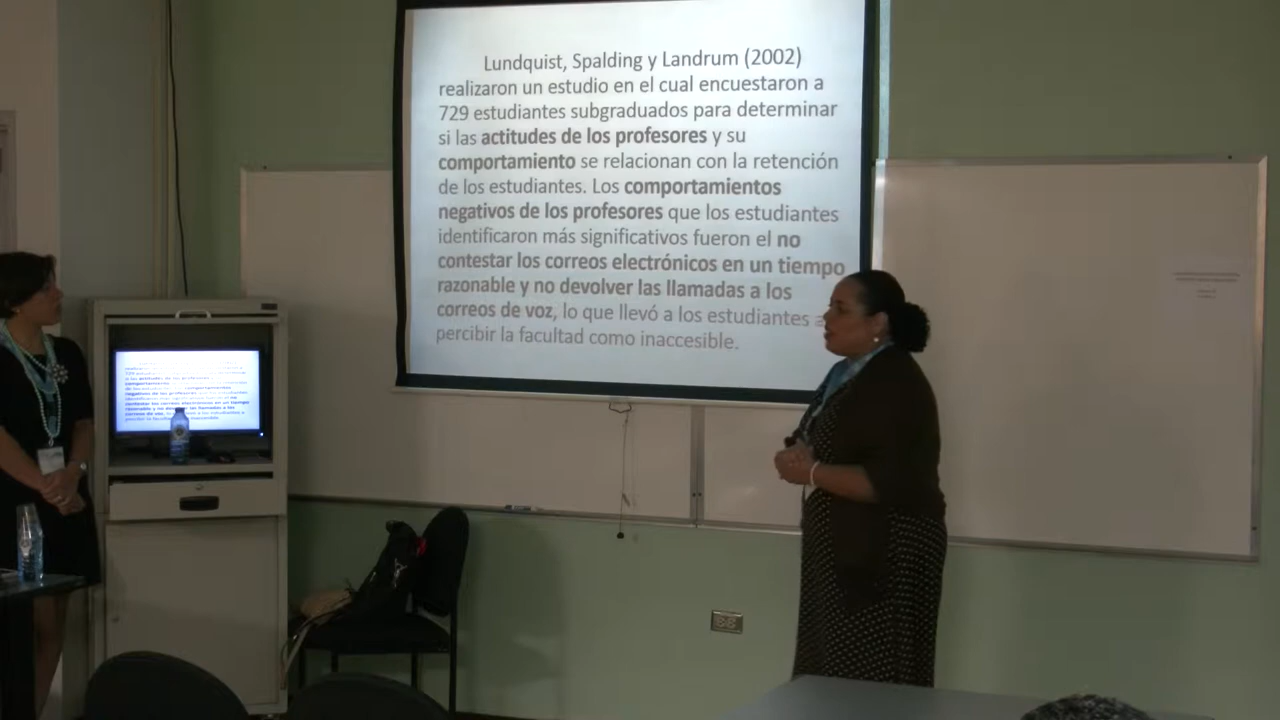 Lundquist, Spalding y Landrum (2002)
realizaron un estudio en el cual encuestaron a
729 estudiantes subgraduados para determinar
si las actitudes de los profesores y su
comportamiento se relacionan con la retención
de los estudiantes. Los comportamientos
negativos de los profesores que los estudiantes
identificaron más significativos fueron el no
contestar los correos electrónicos en un tiempo
razonable y no devolver las llamadas a los
correos de voz, lo que llevó a los estudiantes a
percibir la facultad como inaccesible.